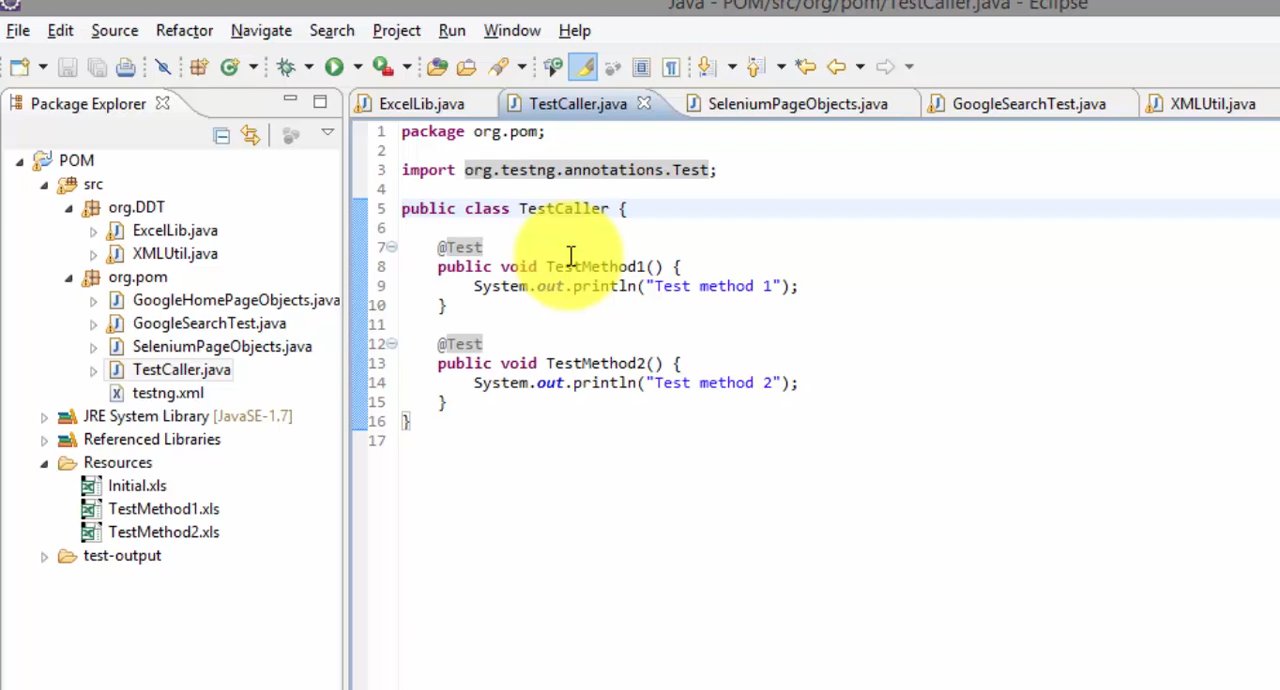 Java - POM/src/org/pom/TestCaller.java - Eclipse
File Edit Source Refactor Navigate Search Project Run Window Help
Package Explorer
POM
src
org.DDT
ExcelLib.java
XMLUtil.java
org.pom
GoogleHomePageObjects.java
GoogleSearchTest.java
SeleniumPageObjects.java
TestCaller.java
testng.xml
JRE System Library [JavaSE-1.7]
Referenced Libraries
Resources
Initial.xls
TestMethod1.xls
TestMethod2.xls
test-output
ExcelLib.java TestCaller.java SeleniumPageObjects.java GoogleSearchTest.java XMLUtil.java
1 package org.pom;
2
3 import org.testng.annotations.Test;
4
5 public class TestCaller {
6
7 @Test
8 public void TestMethod1() {
9 System.out.println("Test method 1");
10 }
11
12 @Test
13 public void TestMethod2() {
14 System.out.println("Test method 2");
15 }
16 }
17